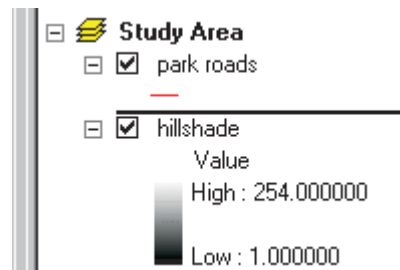 Study Area
park roads
hillshade
Value
High : 254.000000
Low : 1.000000